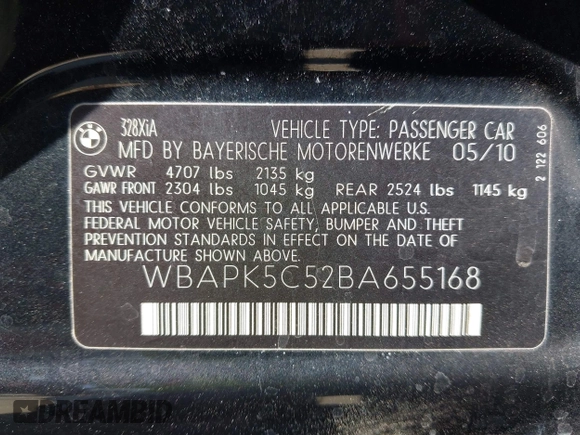 BMW
328XiA VEHICLE TYPE: PASSENGER CAR
MFD BY BAYERISCHE MOTORENWERKE 05/10
GVWR 4707 lbs 2135 kg
GAWR FRONT 2304 lbs 1045 kg REAR 2524 lbs 1145 kg
THIS VEHICLE CONFORMS TO ALL APPLICABLE U.S.
FEDERAL MOTOR VEHICLE SAFETY, BUMPER AND THEFT
PREVENTION STANDARDS IN EFFECT ON THE DATE OF
MANUFACTURE SHOWN ABOVE.
WBAPK5C52BA655168
2 122 606
DREAMBID